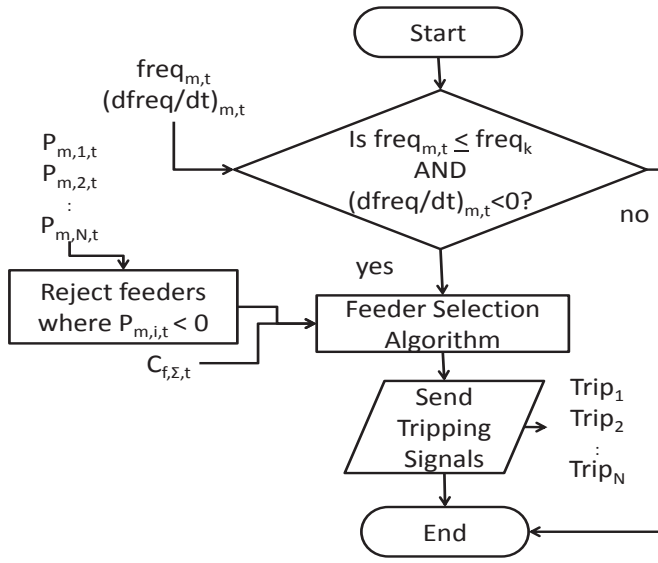 Start
freq_m,t
(dfreq/dt)_m,t
P_m,1,t
P_m,2,t
:
P_m,N,t
Is freq_m,t ≤ freq_k
AND
(dfreq/dt)_m,t<0?
no
yes
Reject feeders
where P_m,i,t < 0
C_f,Σ,t
Feeder Selection
Algorithm
Send
Tripping
Signals
Trip_1
Trip_2
:
Trip_N
End